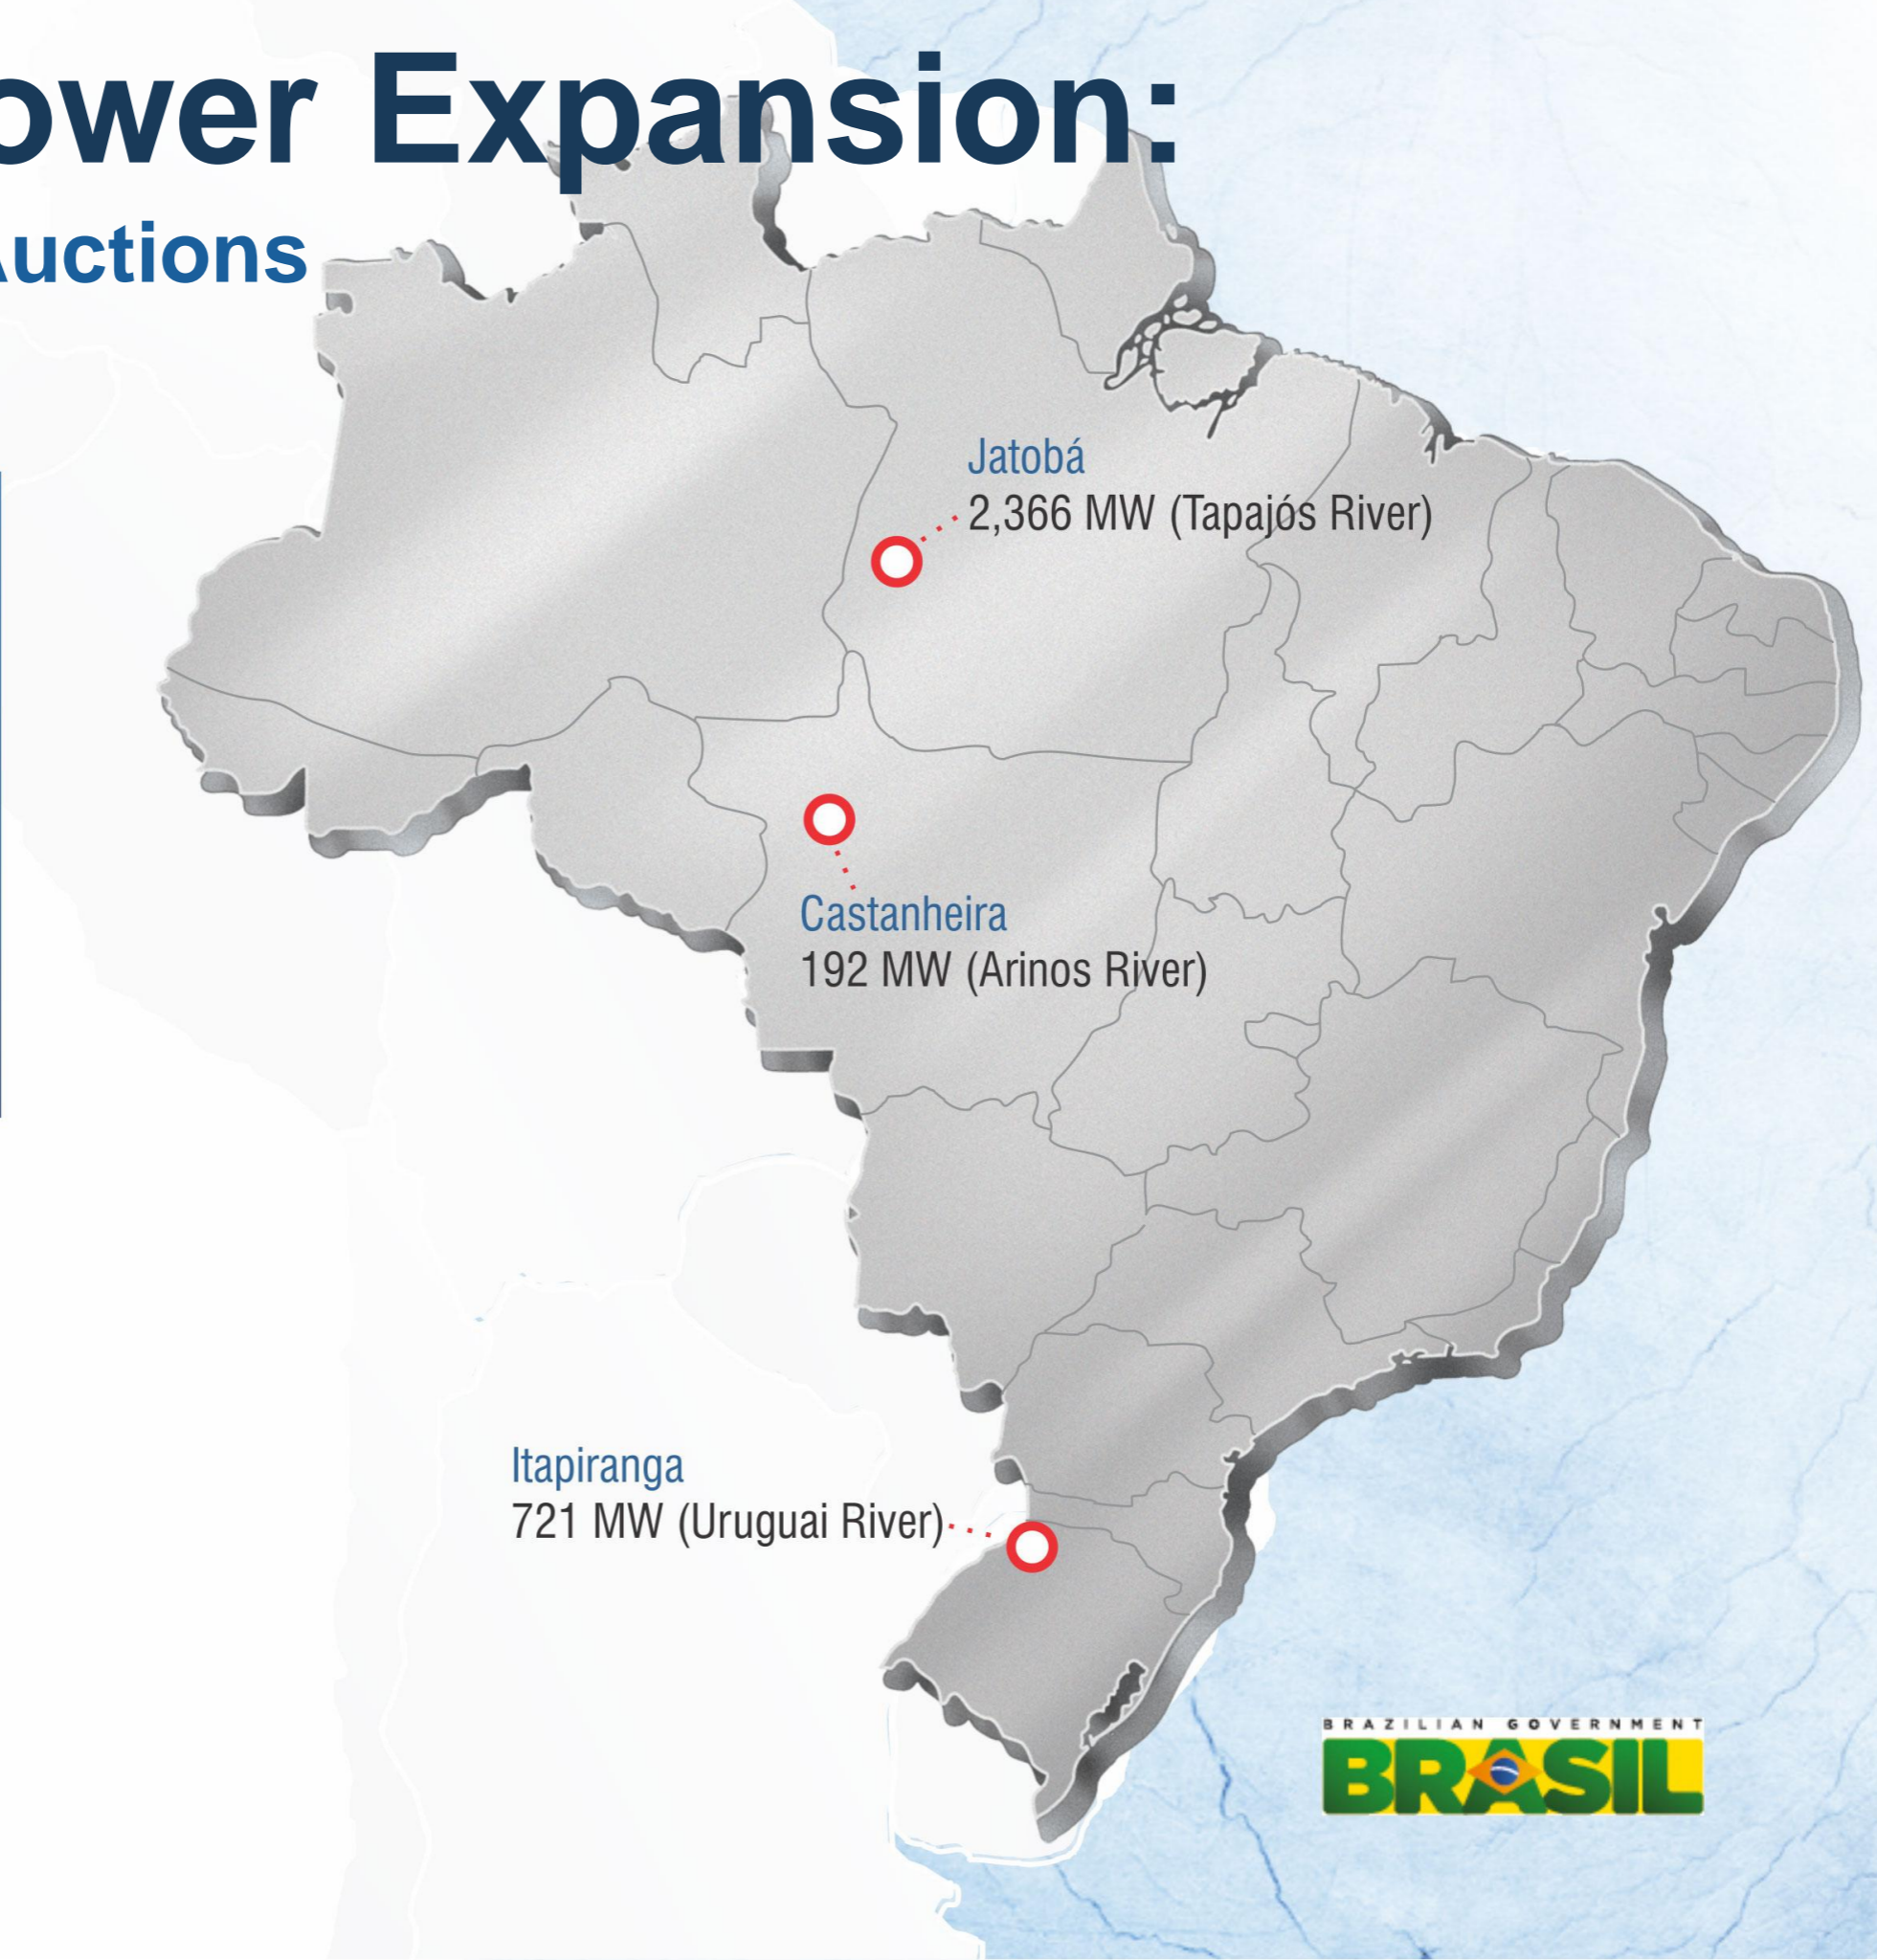 ower Expansion:
uctions
Jatobá
2,366 MW (Tapajós River)
Castanheira
192 MW (Arinos River)
Itapiranga
721 MW (Uruguai River)
BRAZILIAN GOVERNMENT
BRASIL